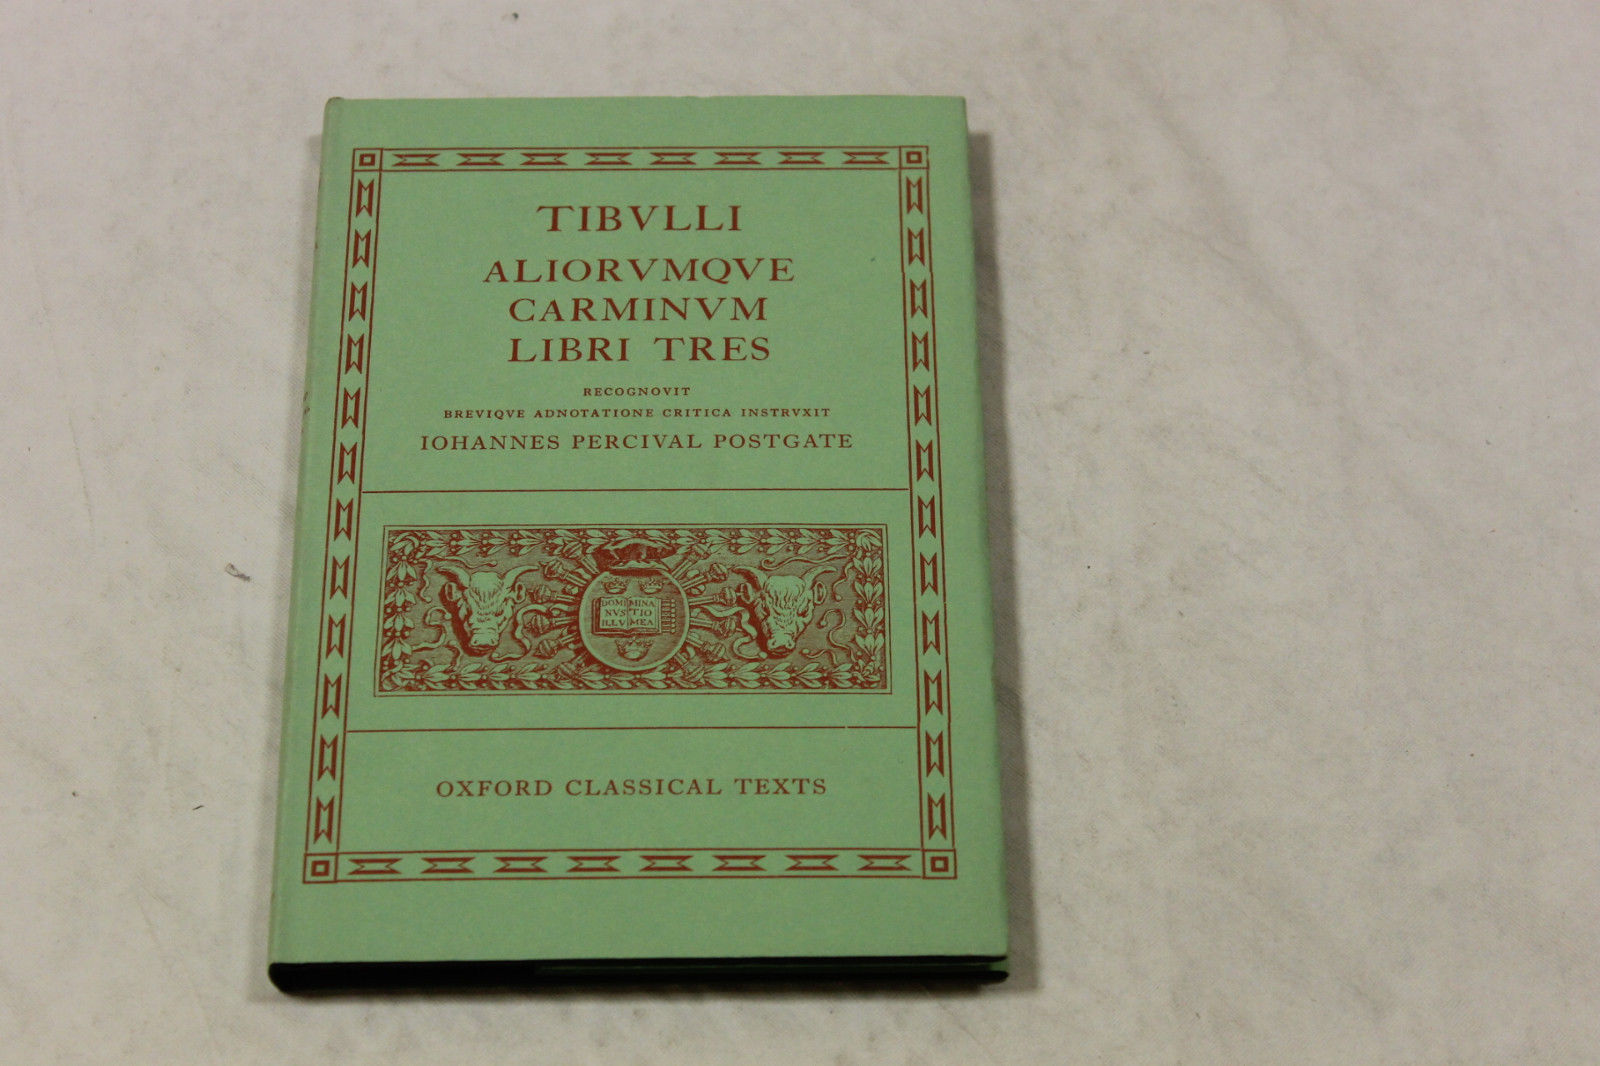 TIBVLLI
ALIORVMQVE
CARMINVM
LIBRI TRES
RECOGNOVIT
BREVIQVE ADNOTATIONE CRITICA INSTRVXIT
IOHANNES PERCIVAL POSTGATE
DOMI MINA
NVS TIO
ILLV MEA
OXFORD CLASSICAL TEXTS